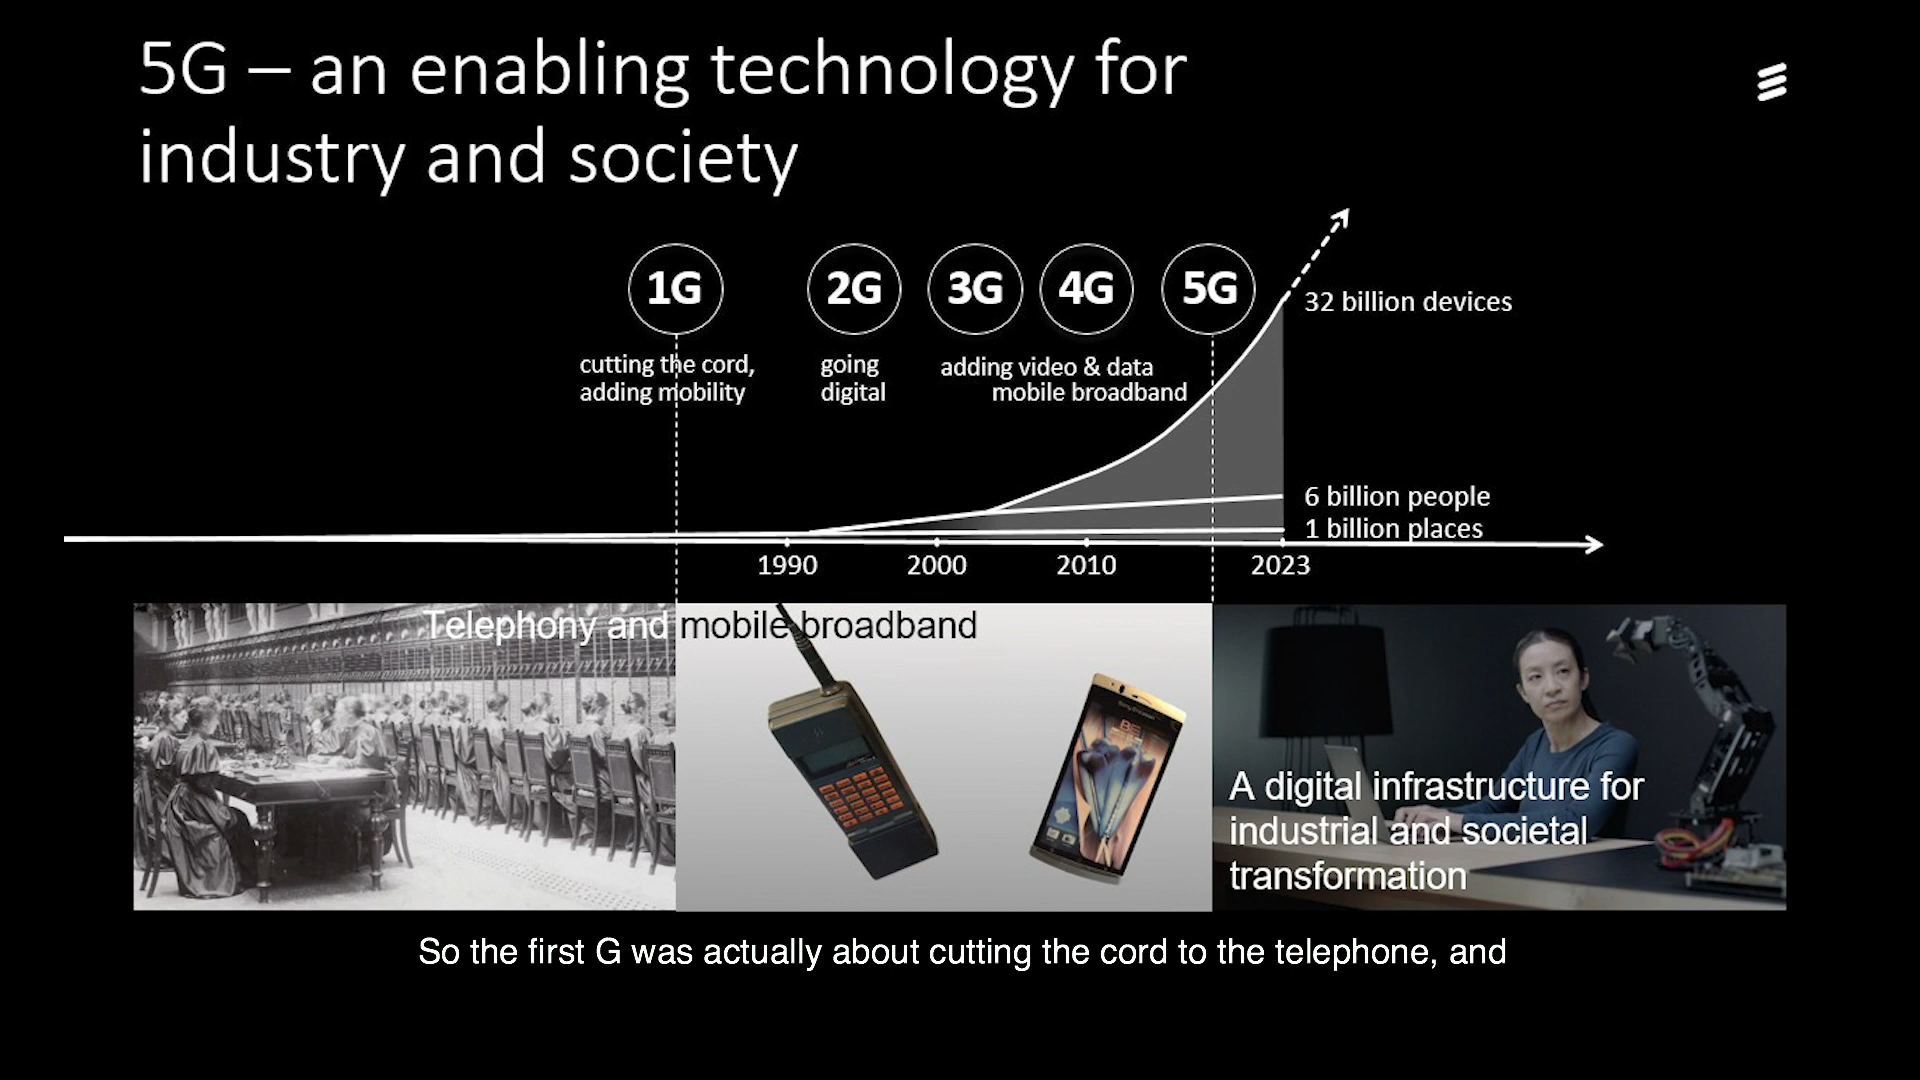 5G – an enabling technology for
industry and society
1G
2G
3G
4G
5G
32 billion devices
cutting the cord,
adding mobility
going
digital
adding video & data
mobile broadband
6 billion people
1 billion places
1990
2000
2010
2023
Telephony and mobile broadband
A digital infrastructure for
industrial and societal
transformation
So the first G was actually about cutting the cord to the telephone, and